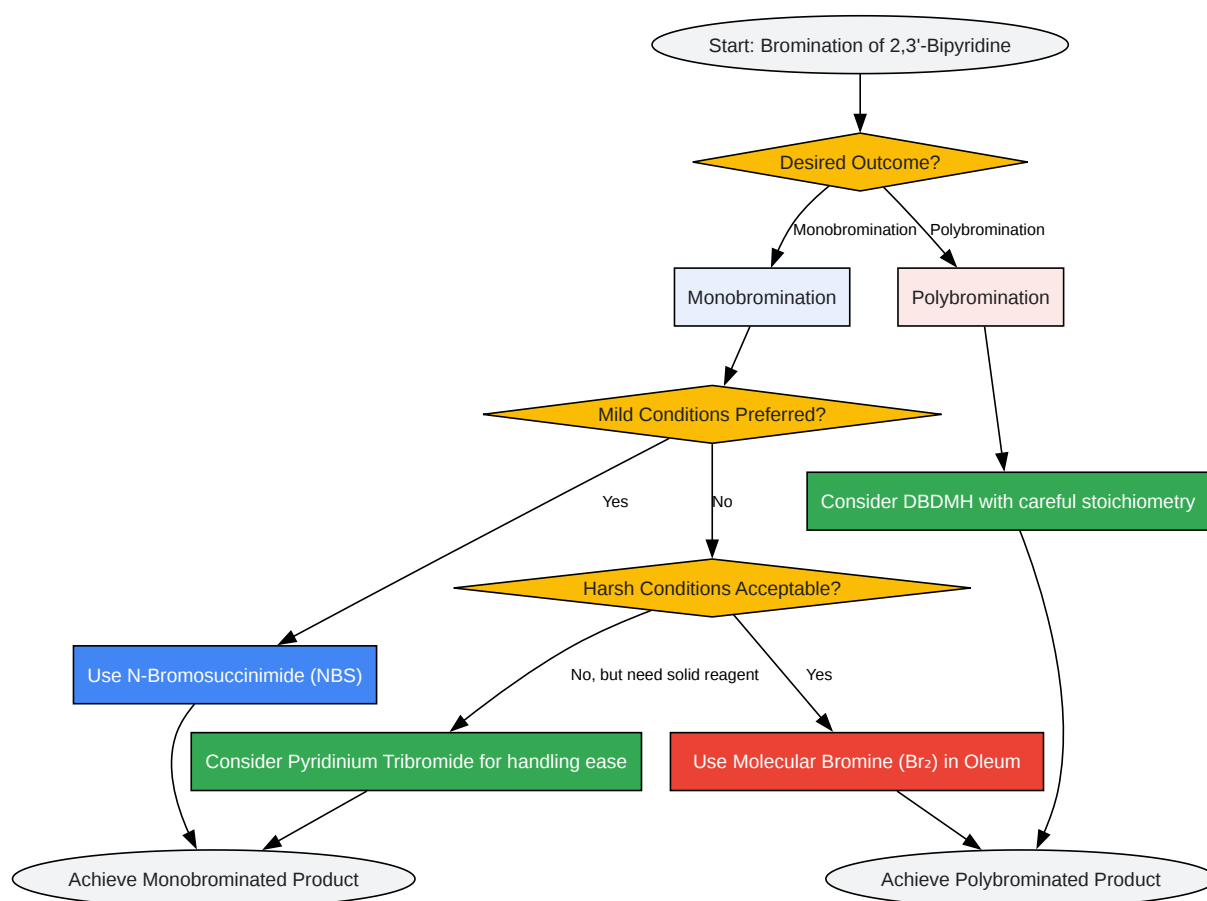 Start: Bromination of 2,3'-Bipyridine
Desired Outcome?
Monobromination
Polybromination
Monobromination
Polybromination
Mild Conditions Preferred?
Consider DBDMH with careful stoichiometry
Yes
No
Harsh Conditions Acceptable?
Use N-Bromosuccinimide (NBS)
No, but need solid reagent
Yes
Consider Pyridinium Tribromide for handling ease
Use Molecular Bromine (Br₂) in Oleum
Achieve Monobrominated Product
Achieve Polybrominated Product